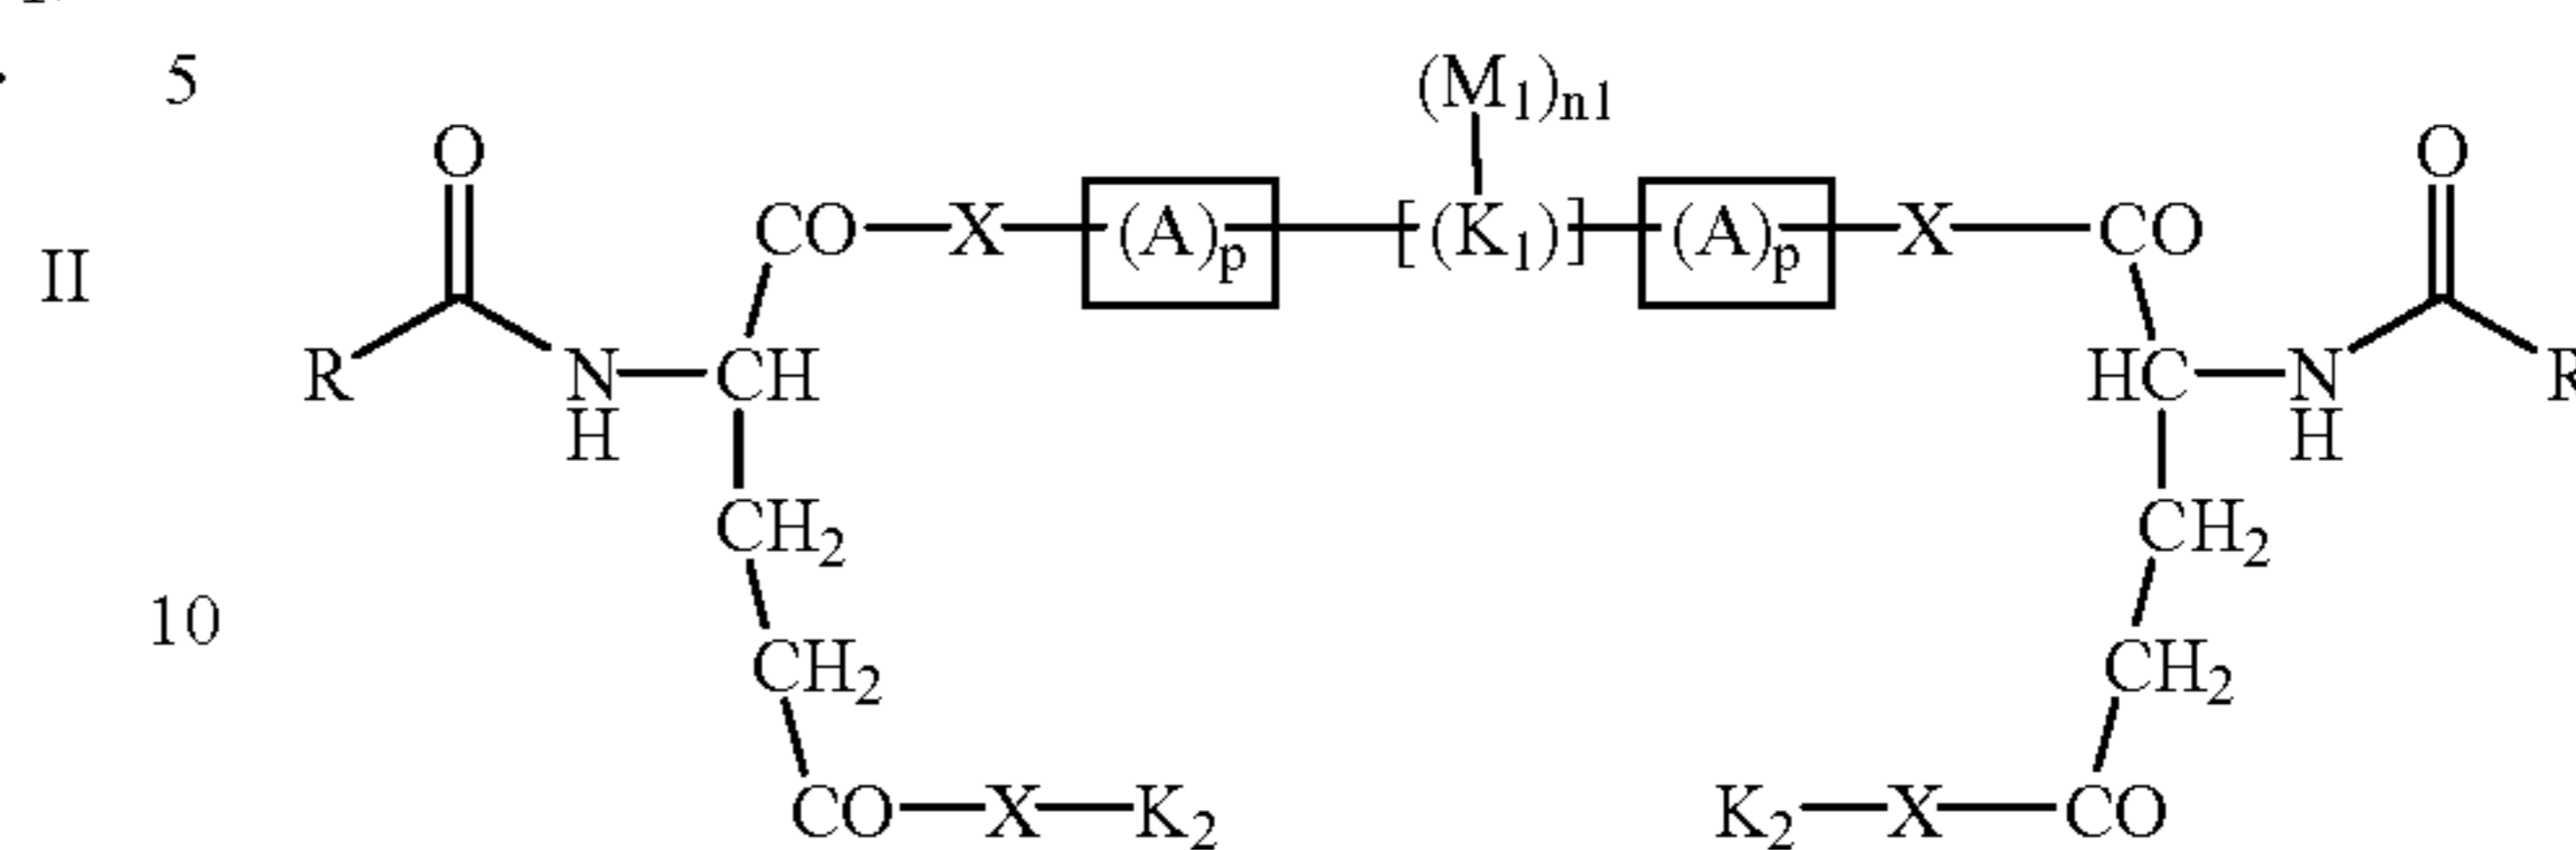 5
(M1)n1
O O
CO—X—(A)p—[(K1)]—(A)p—X—CO
II
R N—CH HC—N R
H H
CH2 CH2
10
CH2 CH2
CO—X—K2 K2—X—CO